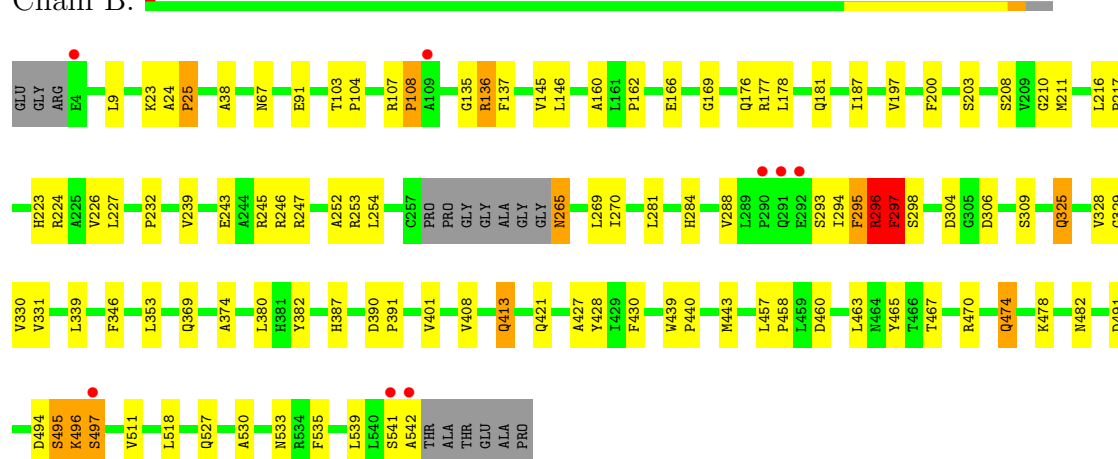 Chain B:
GLU GLY ARG E4 L9 K23 A24 P25 A38 N67 E91 T103 P104 R107 P108 A109 G135 R136 F137 V145 L146 A160 L161 P162 E166 G169 Q176 R177 L178 Q181 I187 V197 F200 S203 S208 V209 G210 M211 L216
H223 R224 A225 V226 L227 P232 V239 E243 A244 R245 R246 R247 A252 R253 L254 C257 PRO PRO GLY GLY ALA GLY GLY N265 L269 I270 L281 H284 V288 L289 P290 Q291 E292 S293 I294 F295 R296 F297 S298 D304 G305 D306 S309 Q325 V328
V330 V331 L339 F346 L353 Q369 A374 L380 H381 Y382 H387 D390 P391 V401 V408 Q413 Q421 A427 Y428 I429 F430 W439 P440 M443 L457 P458 L459 D460 L463 N464 Y465 T466 T467 R470 Q474 K478 N482
D494 S495 K496 S497 V511 L518 Q527 A530 N533 R534 F535 L539 L540 S541 A542 THR ALA THR GLU ALA PRO